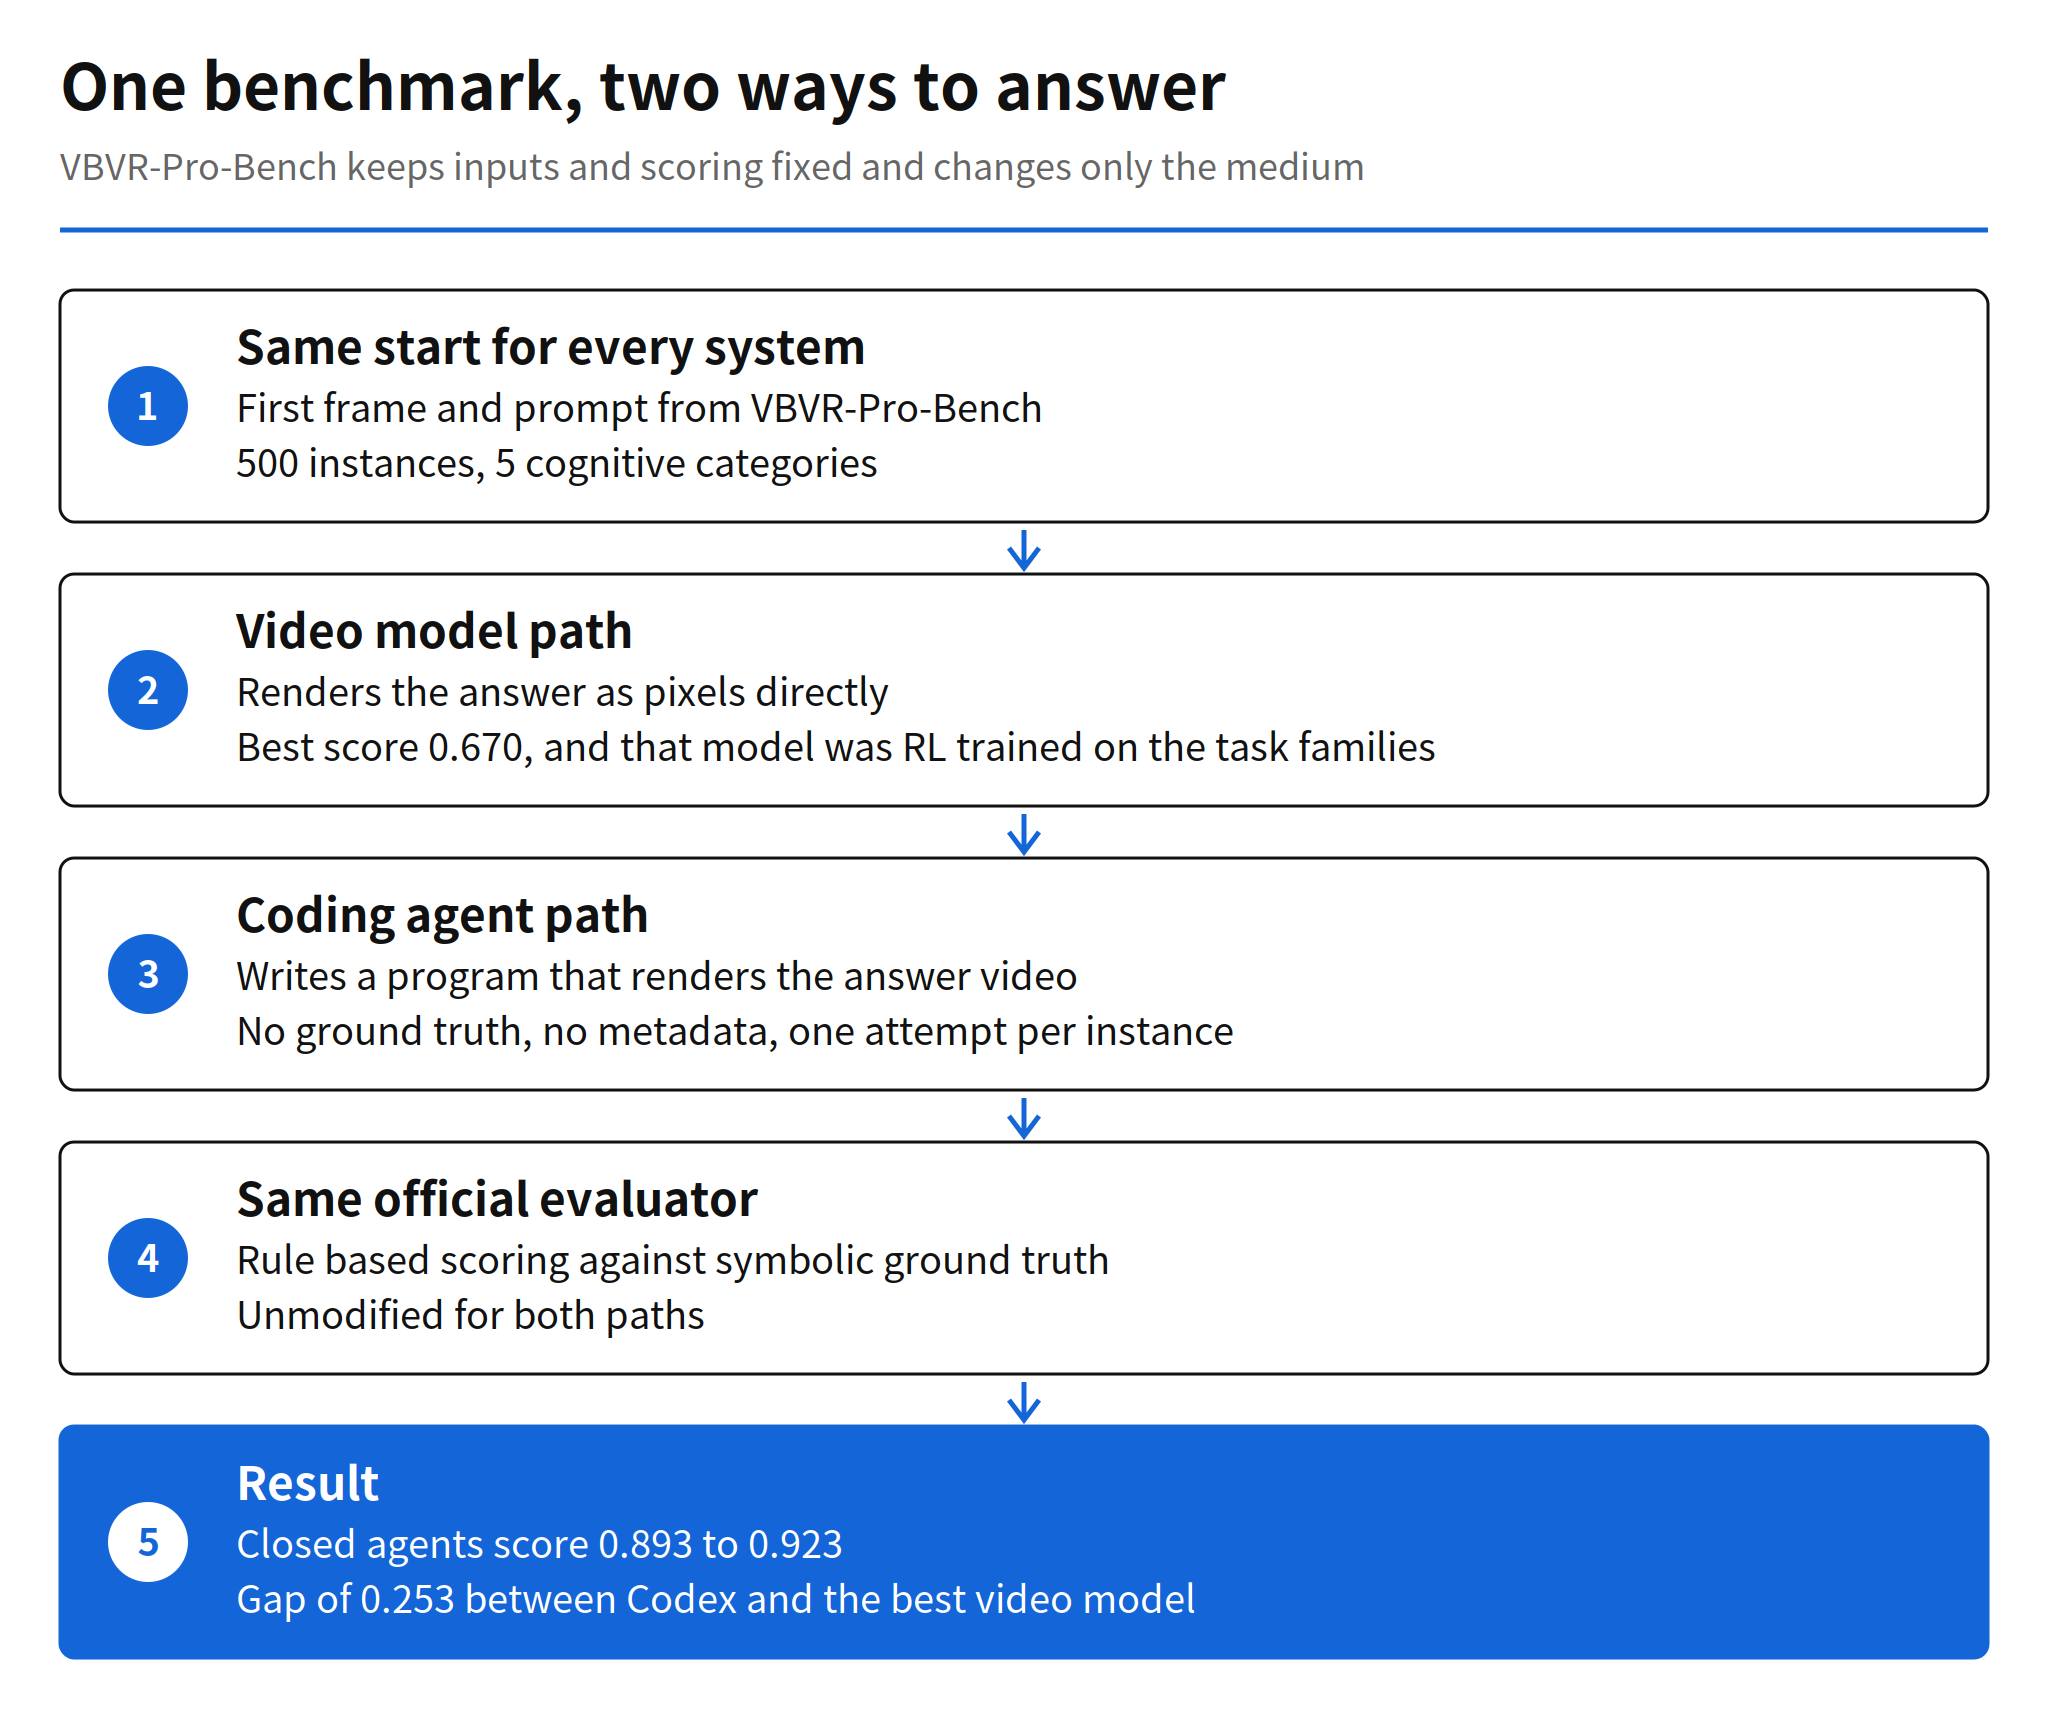 One benchmark, two ways to answer
VBVR-Pro-Bench keeps inputs and scoring fixed and changes only the medium
1
Same start for every system
First frame and prompt from VBVR-Pro-Bench
500 instances, 5 cognitive categories
2
Video model path
Renders the answer as pixels directly
Best score 0.670, and that model was RL trained on the task families
3
Coding agent path
Writes a program that renders the answer video
No ground truth, no metadata, one attempt per instance
4
Same official evaluator
Rule based scoring against symbolic ground truth
Unmodified for both paths
5
Result
Closed agents score 0.893 to 0.923
Gap of 0.253 between Codex and the best video model